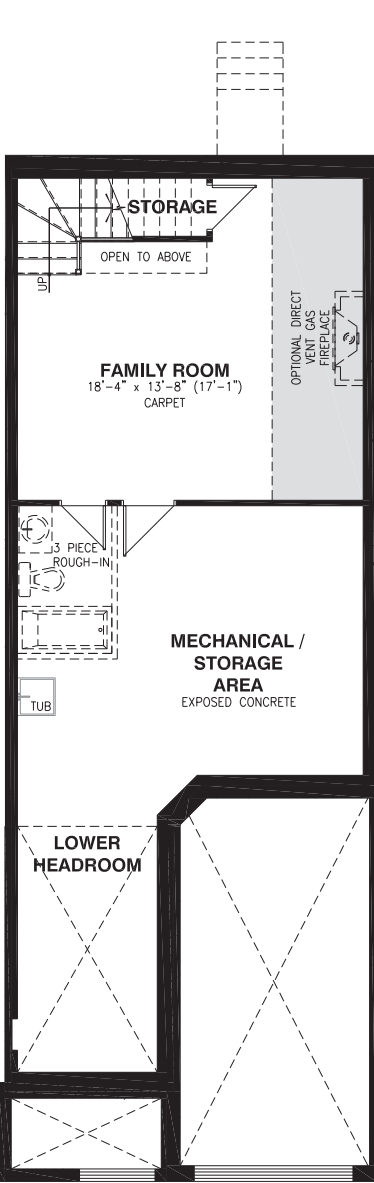 STORAGE
OPEN TO ABOVE
UP
OPTIONAL DIRECT
VENT GAS
FIREPLACE
FAMILY ROOM
18'-4" x 13'-8" (17'-1")
CARPET
3 PIECE
ROUGH-IN
MECHANICAL /
STORAGE
AREA
EXPOSED CONCRETE
TUB
LOWER
HEADROOM